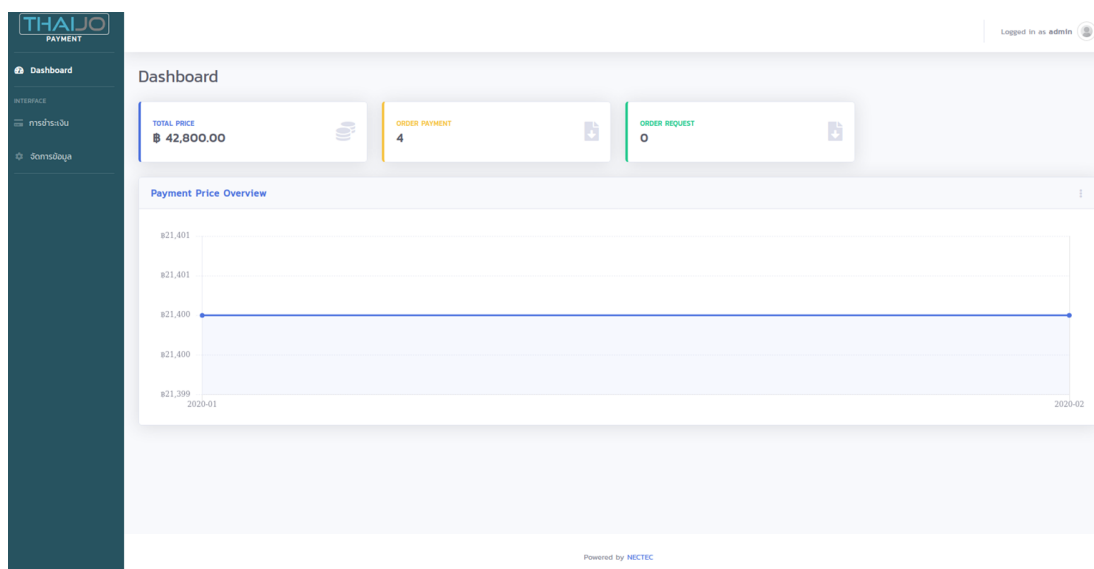 THAIJO
PAYMENT
Logged in as admin
Dashboard
INTERFACE
การชำระเงิน
จัดการข้อมูล
Dashboard
TOTAL PRICE
฿ 42,800.00
ORDER PAYMENT
4
ORDER REQUEST
0
Payment Price Overview
฿21,401
฿21,401
฿21,400
฿21,400
฿21,399
2020-01
2020-02
Powered by NECTEC